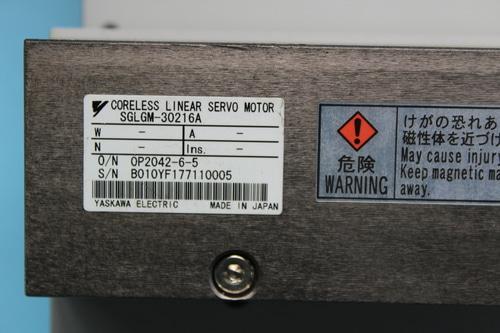 CORELESS LINEAR SERVO MOTOR
SGLGM-30216A
W - A -
N - Ins. -
O/N 0P2042-6-5
S/N B010YF177110005
YASKAWA ELECTRIC MADE IN JAPAN
危険
WARNING
けがの恐れあ
磁性体を近づけ
May cause injury
Keep magnetic ma
away.